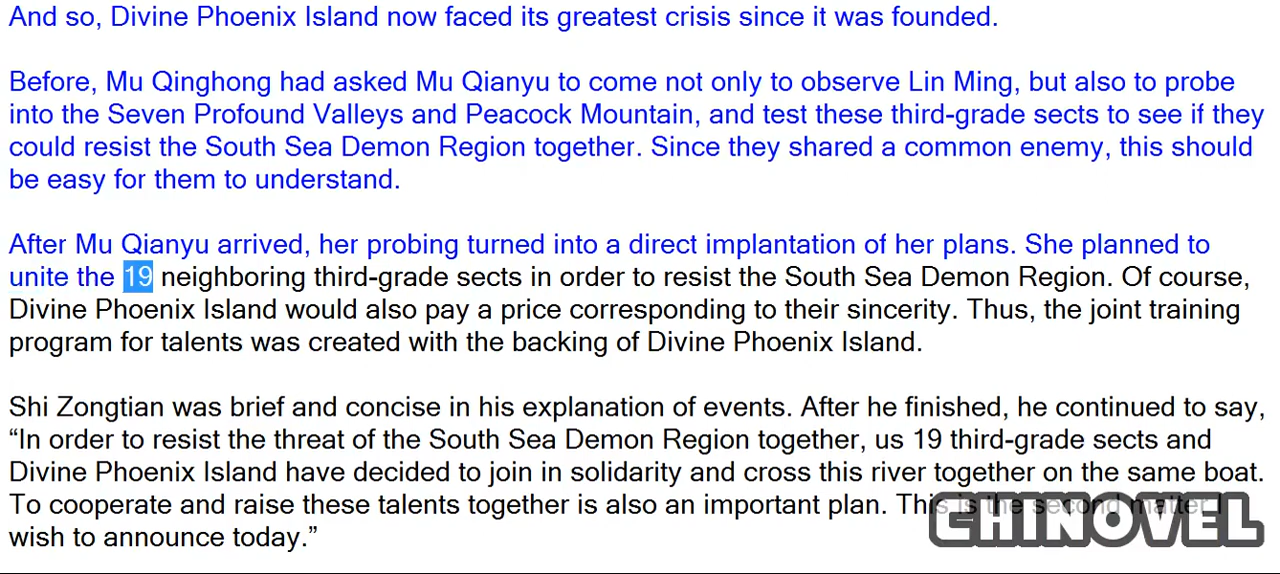 And so, Divine Phoenix Island now faced its greatest crisis since it was founded.
Before, Mu Qinghong had asked Mu Qianyu to come not only to observe Lin Ming, but also to probe
into the Seven Profound Valleys and Peacock Mountain, and test these third-grade sects to see if they
could resist the South Sea Demon Region together. Since they shared a common enemy, this should
be easy for them to understand.
After Mu Qianyu arrived, her probing turned into a direct implantation of her plans. She planned to
unite the 19 neighboring third-grade sects in order to resist the South Sea Demon Region. Of course,
Divine Phoenix Island would also pay a price corresponding to their sincerity. Thus, the joint training
program for talents was created with the backing of Divine Phoenix Island.
Shi Zongtian was brief and concise in his explanation of events. After he finished, he continued to say,
“In order to resist the threat of the South Sea Demon Region together, us 19 third-grade sects and
Divine Phoenix Island have decided to join in solidarity and cross this river together on the same boat.
To cooperate and raise these talents together is also an important plan. This is the second matter I
wish to announce today.”
CHINOVEL